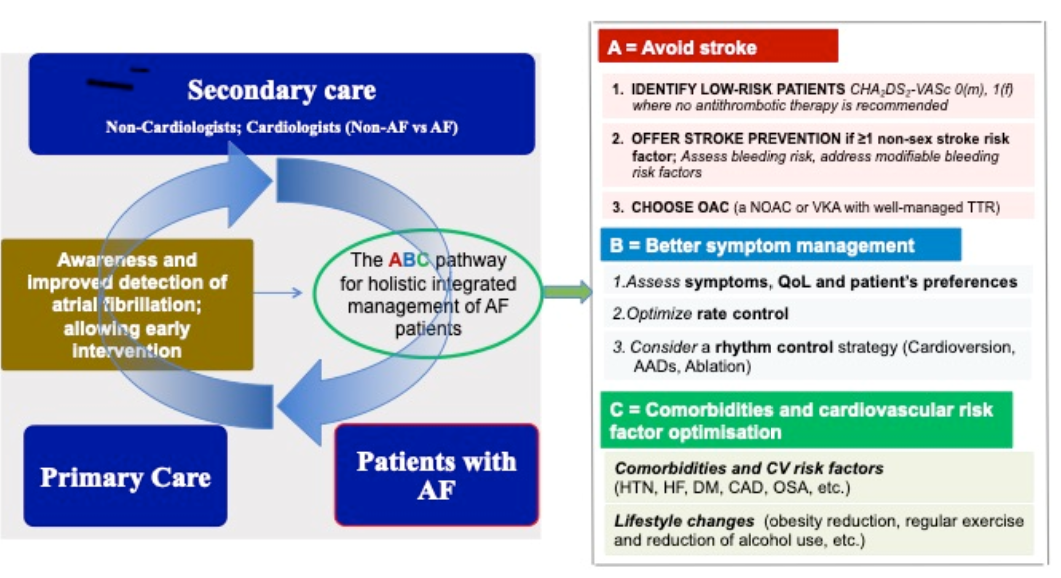 Secondary care
Non-Cardiologists; Cardiologists (Non-AF vs AF)
Awareness and
improved detection of
atrial fibrillation;
allowing early
intervention
The ABC pathway
for holistic integrated
management of AF
patients
Primary Care
Patients with
AF
A = Avoid stroke
1. IDENTIFY LOW-RISK PATIENTS CHA₂DS₂-VASc 0(m), 1(f)
where no antithrombotic therapy is recommended
2. OFFER STROKE PREVENTION if ≥1 non-sex stroke risk
factor; Assess bleeding risk, address modifiable bleeding
risk factors
3. CHOOSE OAC (a NOAC or VKA with well-managed TTR)
B = Better symptom management
1.Assess symptoms, QoL and patient's preferences
2.Optimize rate control
3. Consider a rhythm control strategy (Cardioversion,
AADs, Ablation)
C = Comorbidities and cardiovascular risk
factor optimisation
Comorbidities and CV risk factors
(HTN, HF, DM, CAD, OSA, etc.)
Lifestyle changes (obesity reduction, regular exercise
and reduction of alcohol use, etc.)